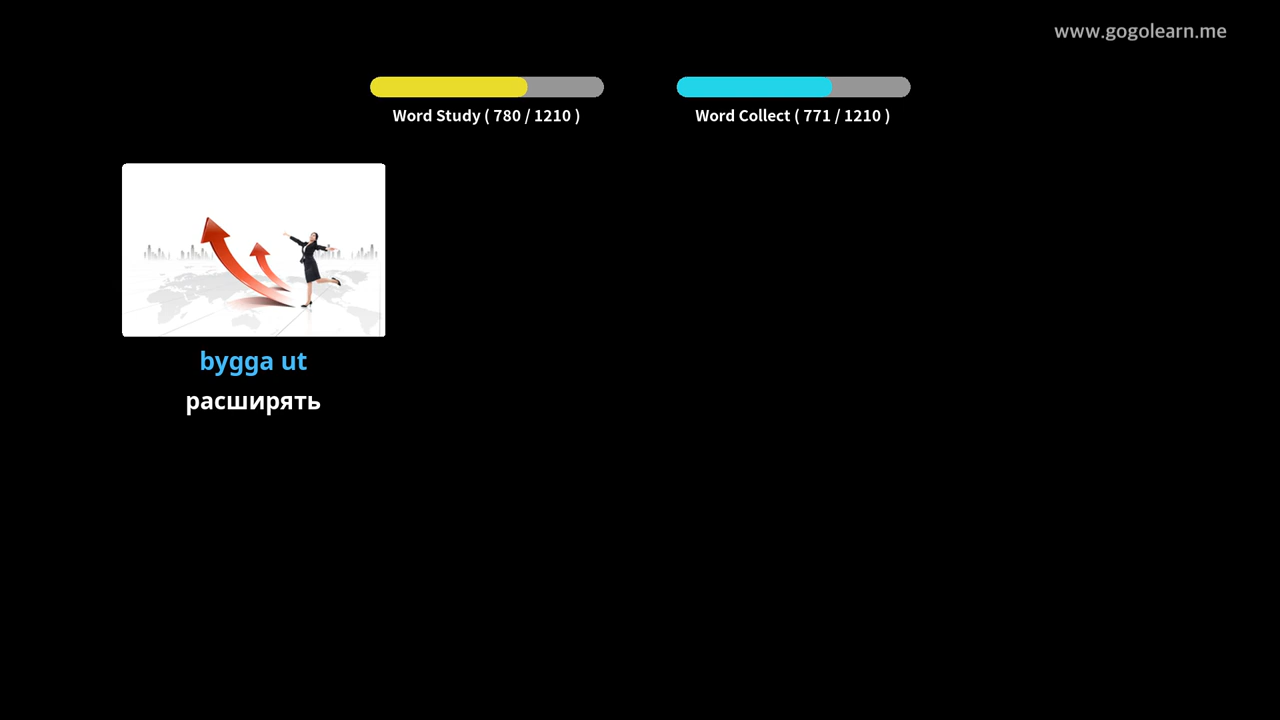 www.gogolearn.me
Word Study ( 780 / 1210 )
Word Collect ( 771 / 1210 )
bygga ut
расширять